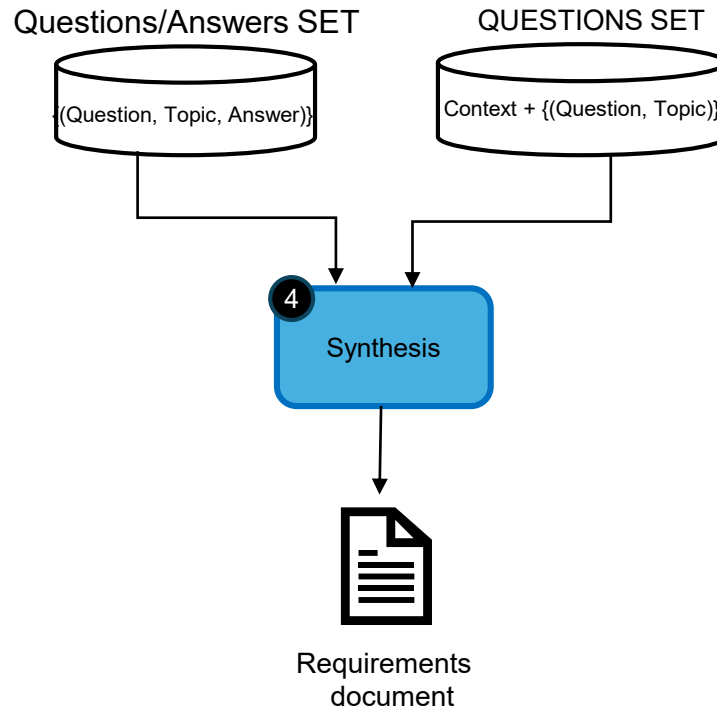 Questions/Answers SET
QUESTIONS SET
{(Question, Topic, Answer)}
Context + {(Question, Topic)}
4
Synthesis
Requirements
document